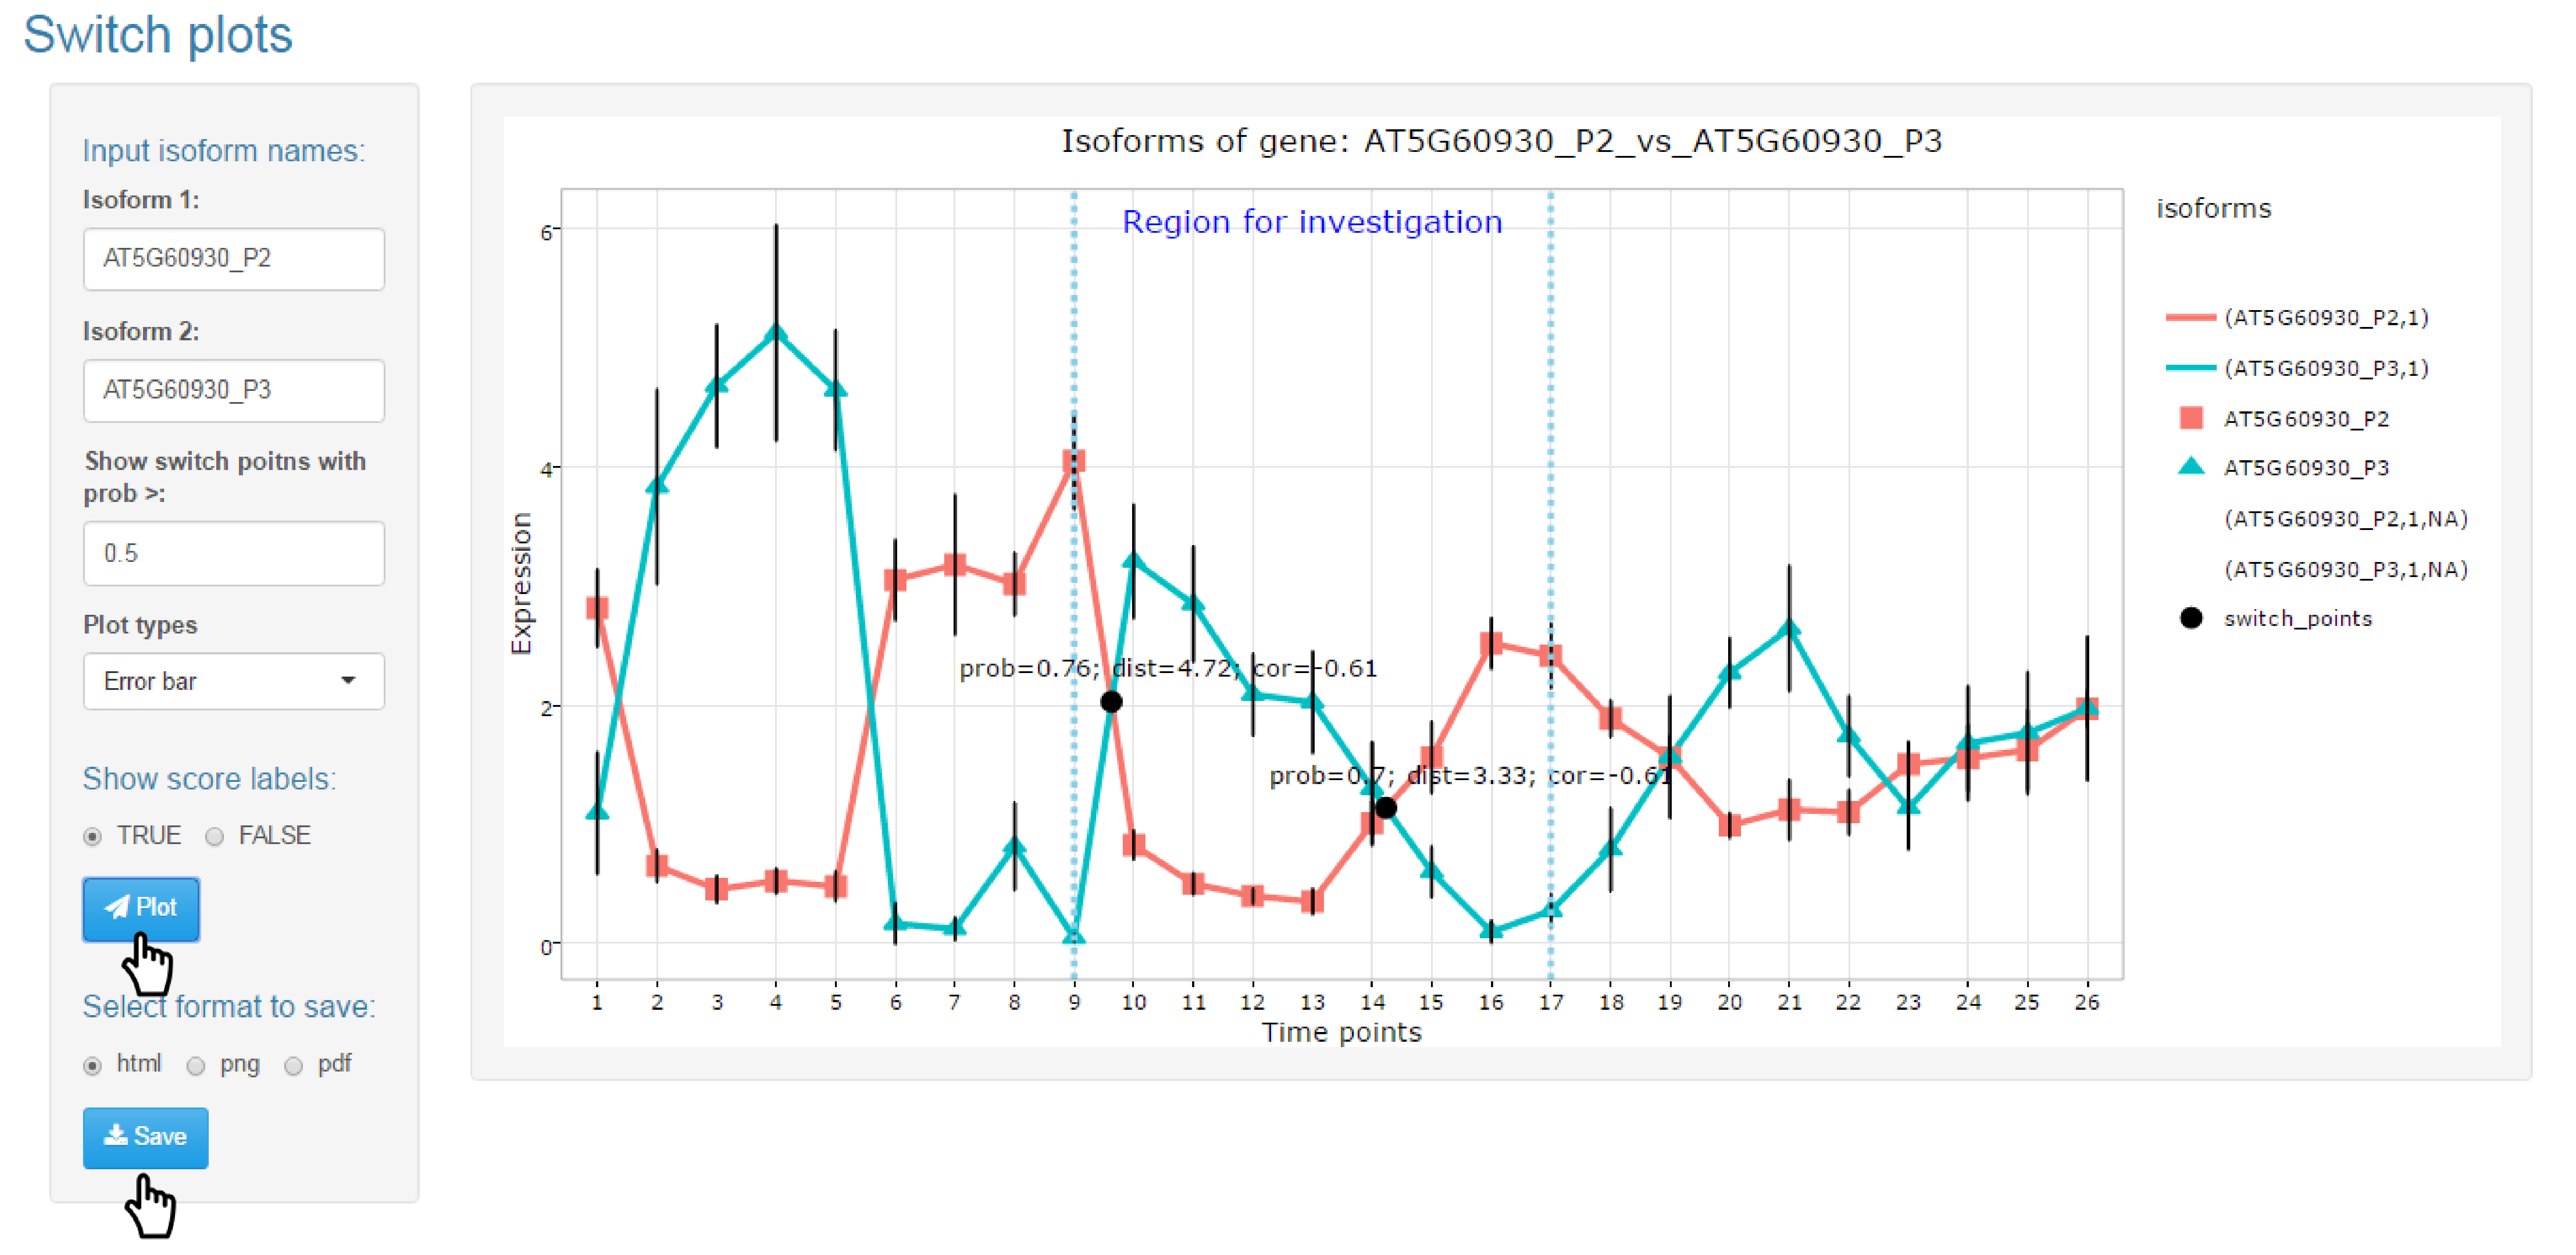 Switch plots
Input isoform names:
Isoform 1:
AT5G60930_P2
Isoform 2:
AT5G60930_P3
Show switch poitns with
prob >:
0.5
Plot types
Error bar
Show score labels:
TRUE FALSE
Plot
Select format to save:
html png pdf
Save
Isoforms of gene: AT5G60930_P2_vs_AT5G60930_P3
Region for investigation
6
4
2
0
Expression
prob=0.76; dist=4.72; cor=-0.61
prob=0.7; dist=3.33; cor=-0.61
1 2 3 4 5 6 7 8 9 10 11 12 13 14 15 16 17 18 19 20 21 22 23 24 25 26
Time points
isoforms
(AT5G60930_P2,1)
(AT5G60930_P3,1)
AT5G60930_P2
AT5G60930_P3
(AT5G60930_P2,1,NA)
(AT5G60930_P3,1,NA)
switch_points